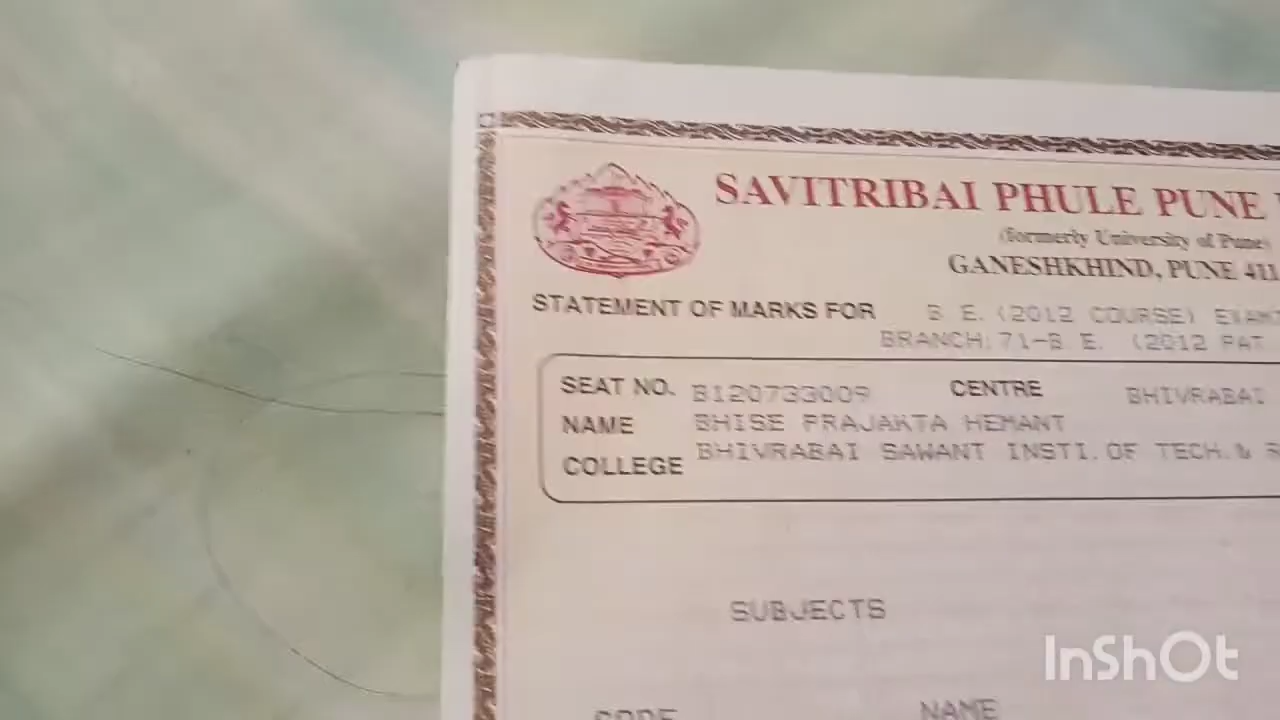 SAVITRIBAI PHULE PUNE
(formerly University of Pune)
GANESHKHIND, PUNE 411
STATEMENT OF MARKS FOR B E. (2012 COURSE) EXAM
BRANCH: 71-B E. (2012 PAT.
SEAT NO. B120733009 CENTRE BHIVRABAI
NAME BHISE PRAJAKTA HEMANT
COLLEGE BHIVRABAI SAWANT INSTI. OF TECH. & R
SUBJECTS
CODE NAME
InShOt